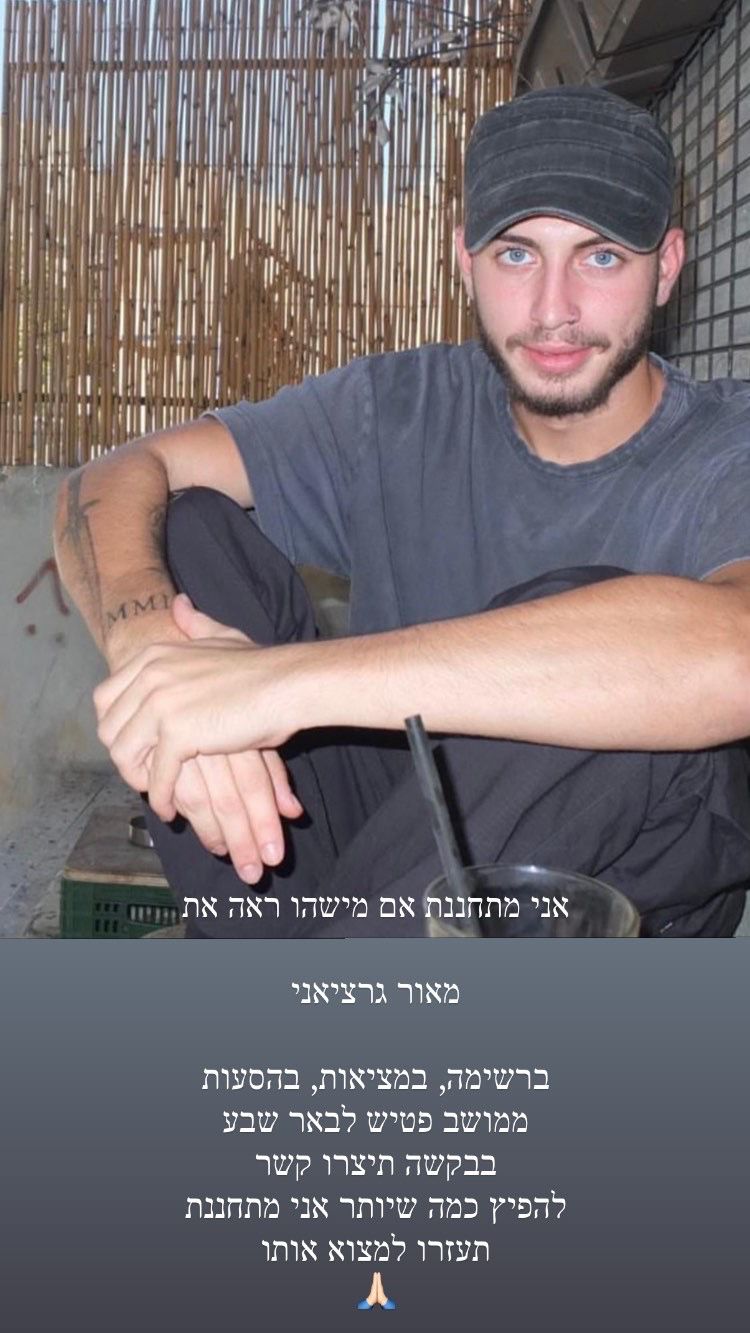 MMI
אני מתחננת אם מישהו ראה את
מאור גרציאני
ברשימה, במציאות, בהסעות
ממושב פטיש לבאר שבע
בבקשה תיצרו קשר
להפיץ כמה שיותר אני מתחננת
תעזרו למצוא אותו
🙏🏻